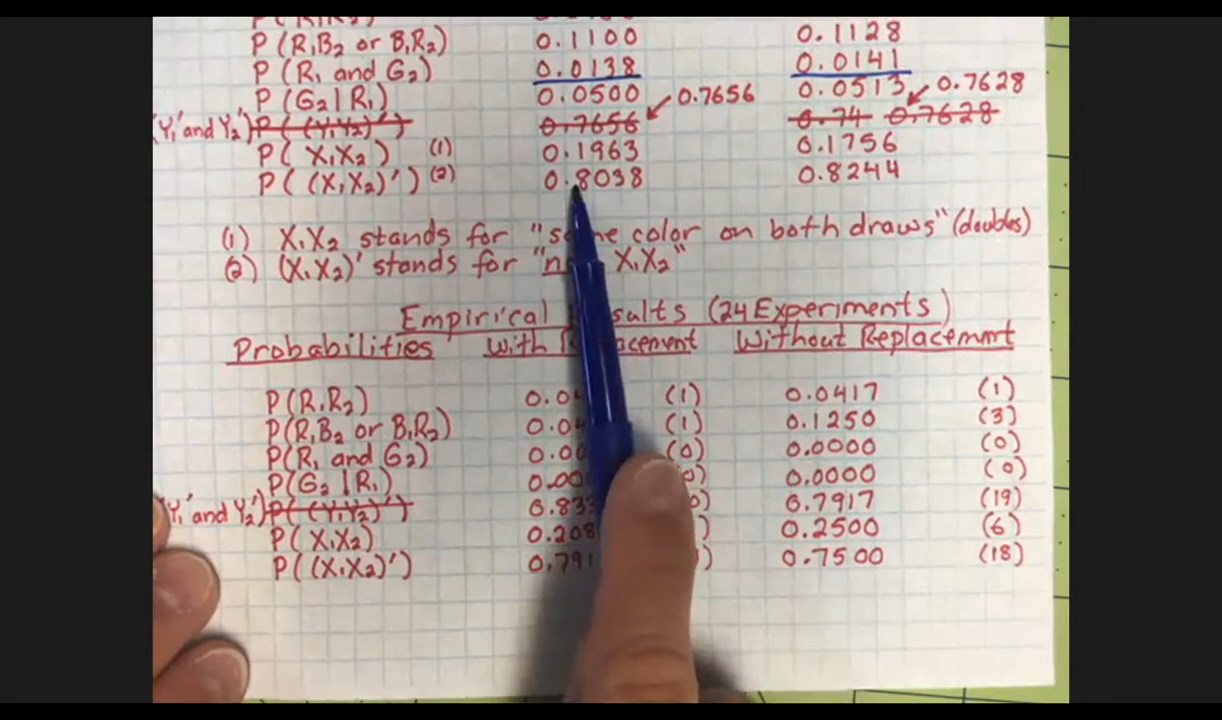 P(R₁B₂ or B₁R₂) 0.1100 0.1128
P(R₁ and G₂) 0.0138 0.0141
P(G₂|R₁) 0.0500 0.0513
0.7656 0.7628
Y₁' and Y₂') P((Y₁Y₂)') 0.7656 0.74 0.7628
P(X₁X₂) (1) 0.1963 0.1756
P((X₁X₂)') (2) 0.8038 0.8244
(1) X₁X₂ stands for "same color on both draws" (doubles)
(2) (X₁X₂)' stands for " X₁X₂"
Empirical Results (24 Experiments)
Probabilities With Replacement Without Replacement
P(R₁R₂) (1) 0.0417 (1)
P(R₁B₂ or B₁R₂) (1) 0.1250 (3)
P(R₁ and G₂) (0) 0.0000 (0)
P(G₂|R₁) 0.0000 (0)
Y₁' and Y₂') P((Y₁Y₂)') 0.7917 (19)
P(X₁X₂) 0.2500 (6)
P((X₁X₂)') 0.7500 (18)